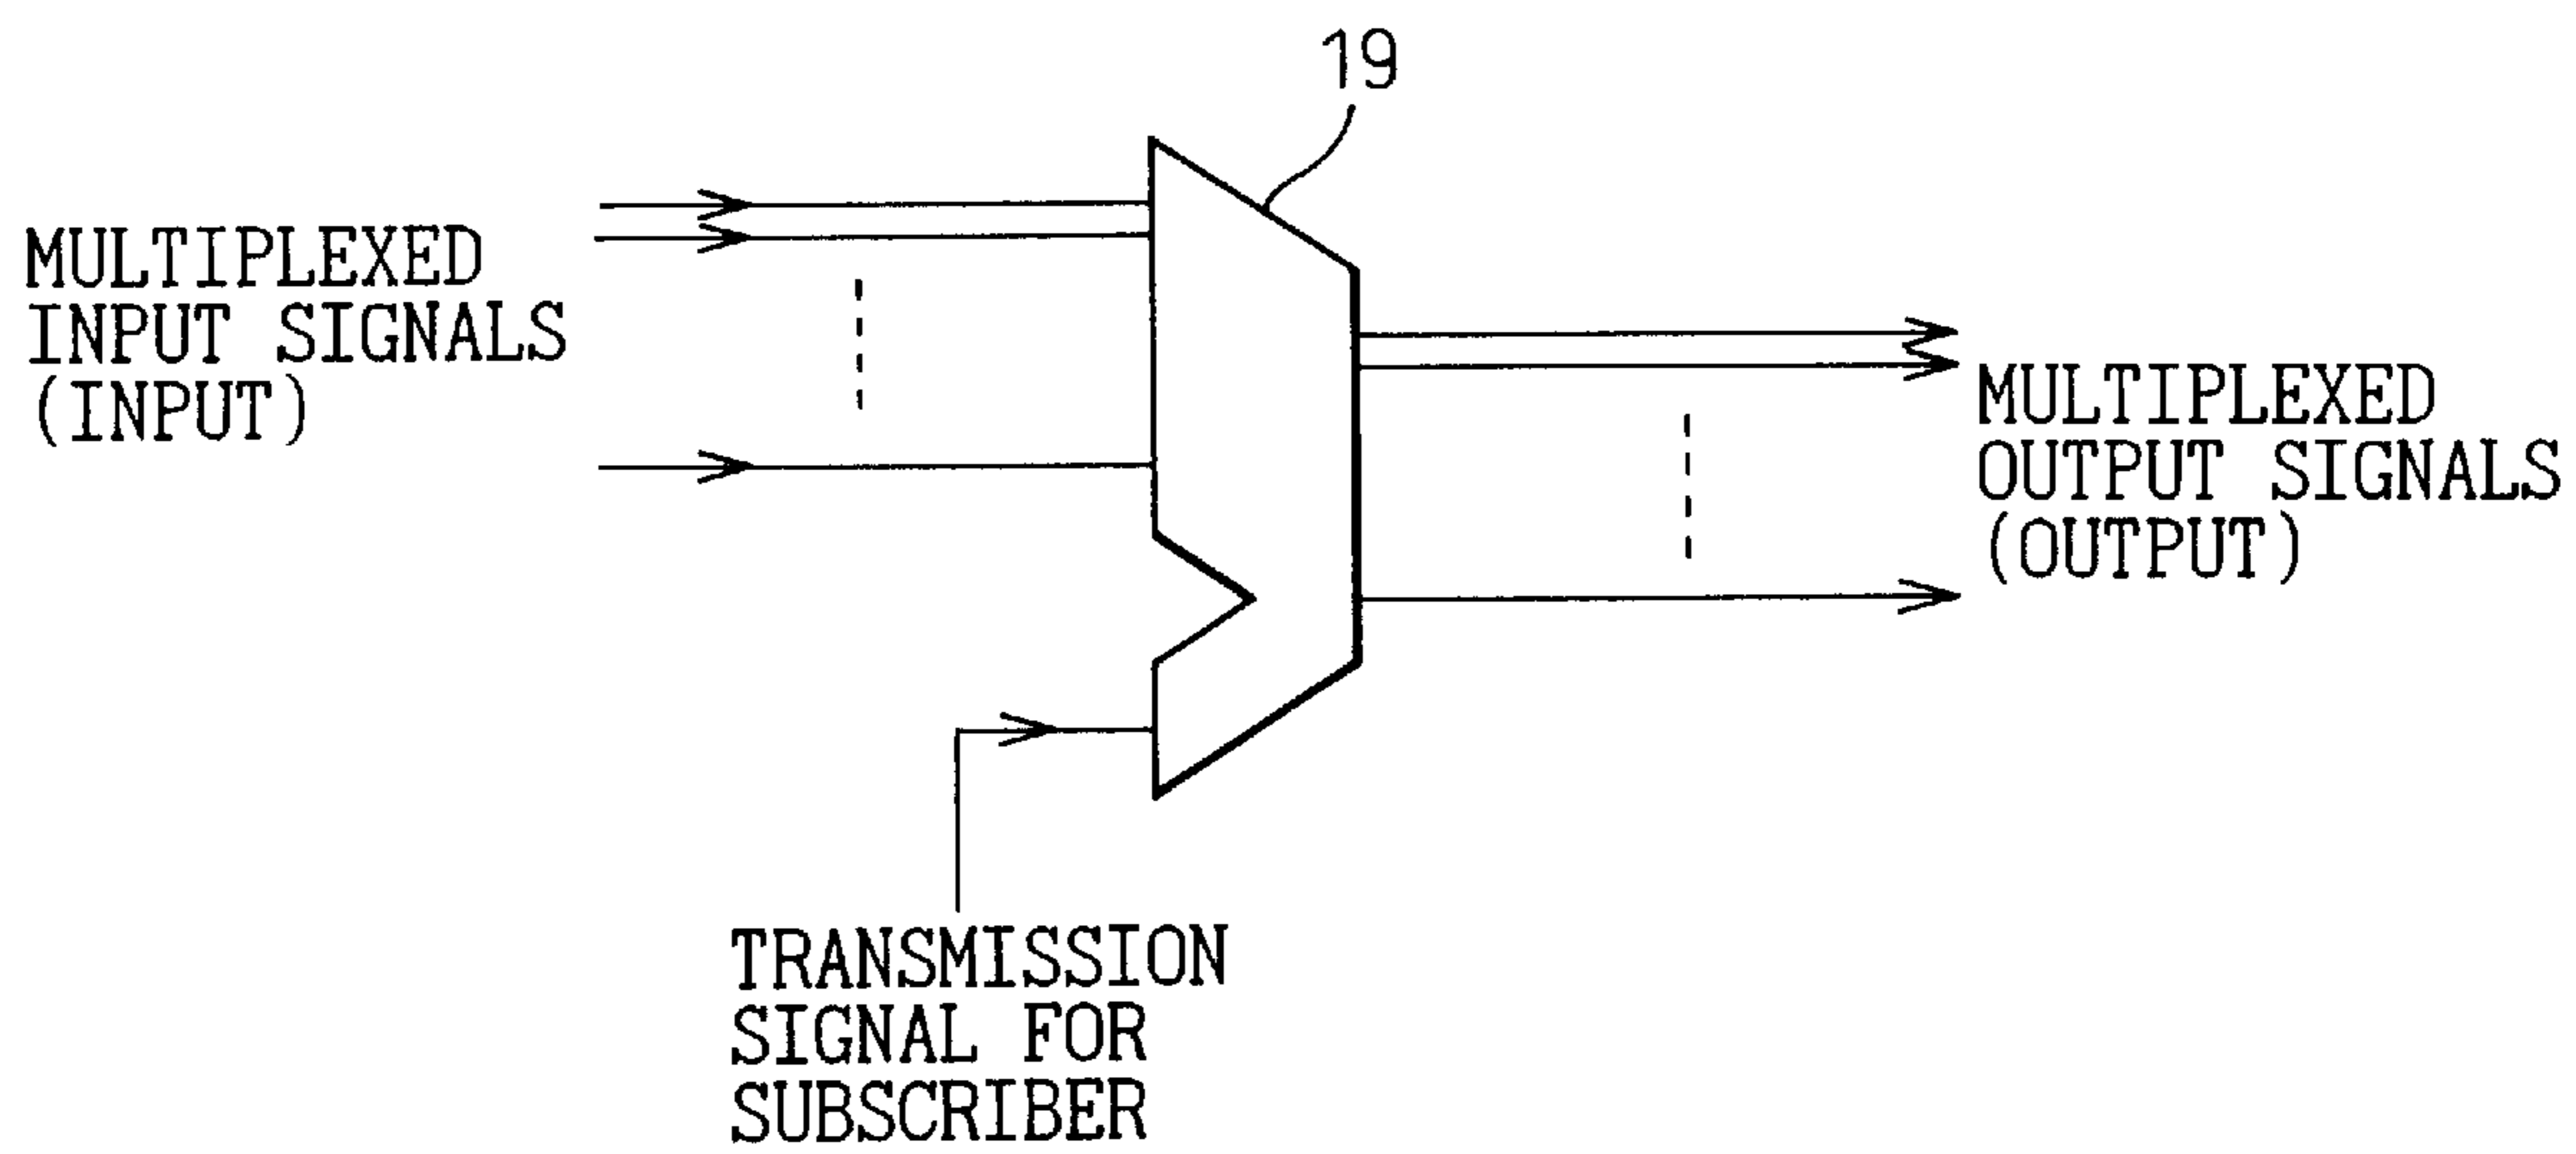 19
MULTIPLEXED
INPUT SIGNALS
(INPUT)
MULTIPLEXED
OUTPUT SIGNALS
(OUTPUT)
TRANSMISSION
SIGNAL FOR
SUBSCRIBER